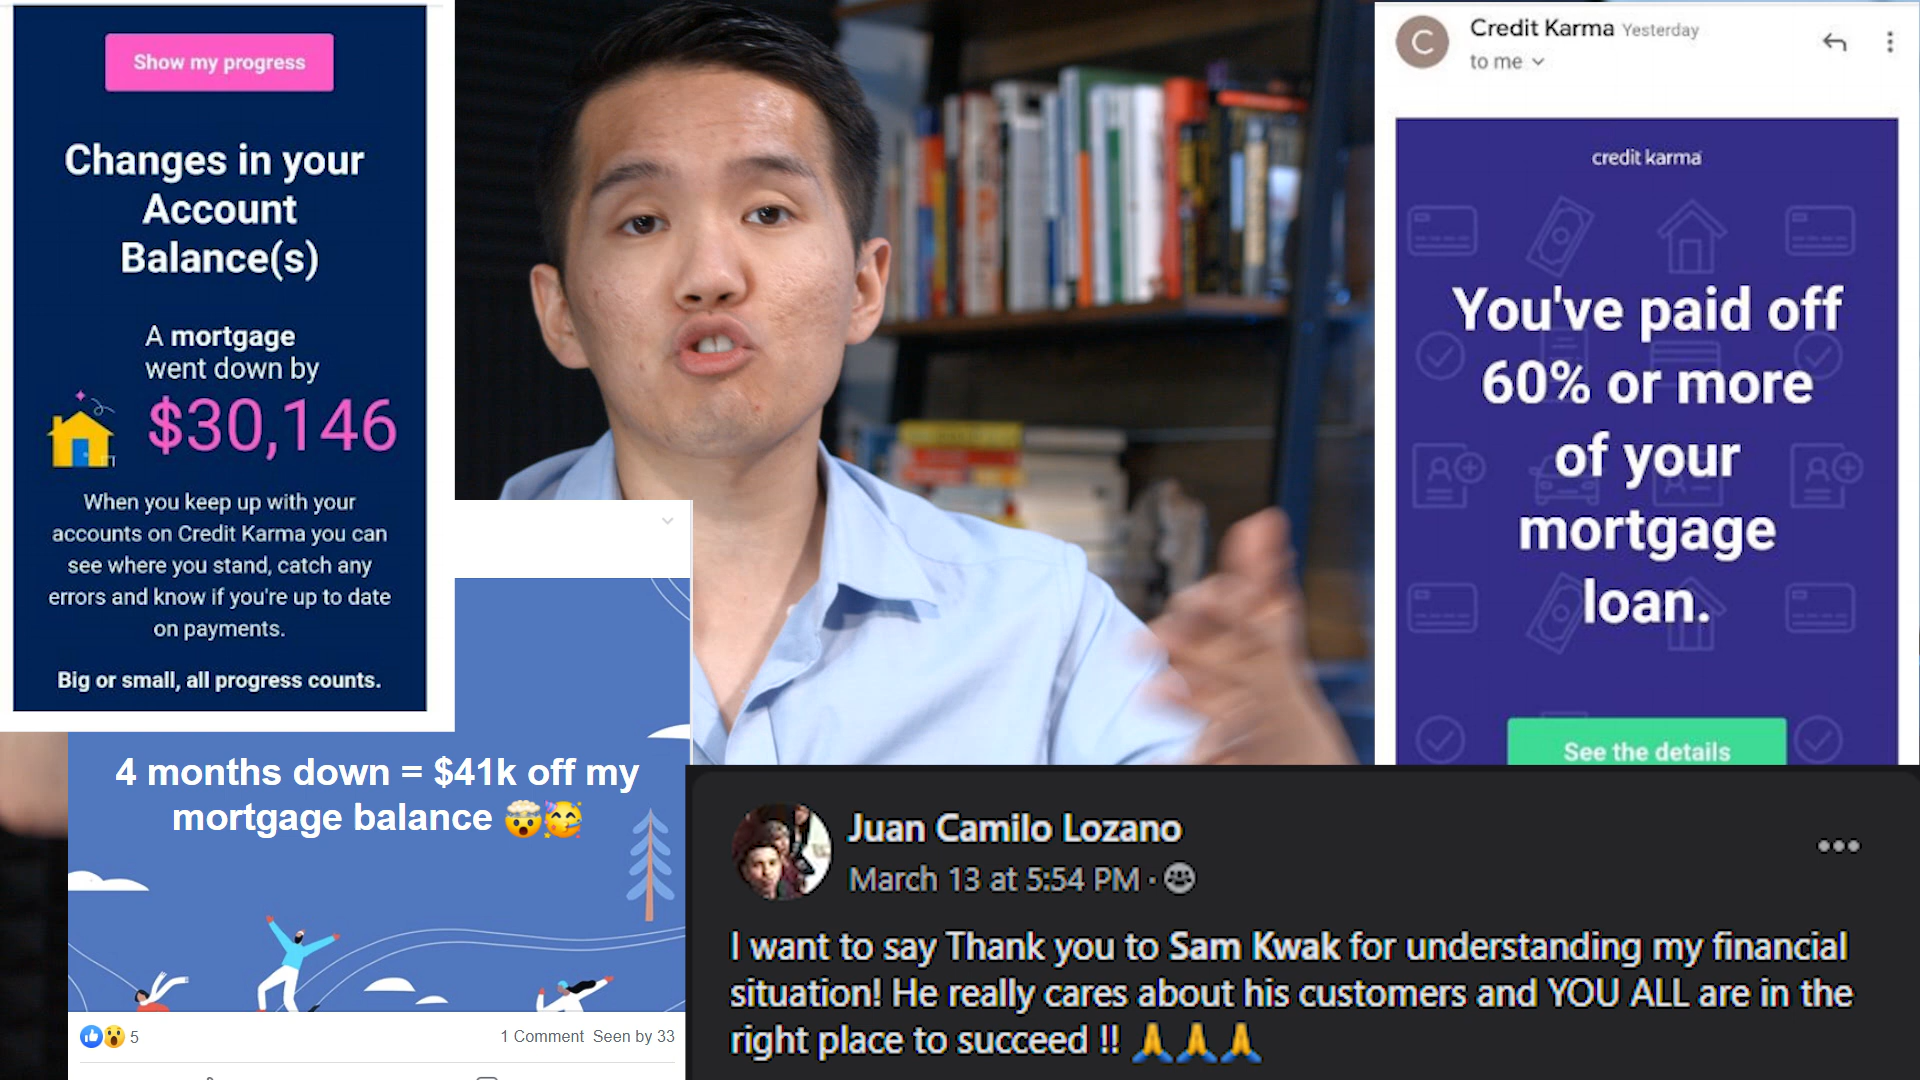 Show my progress
Changes in your
Account
Balance(s)
A mortgage
went down by
$30,146
When you keep up with your
accounts on Credit Karma you can
see where you stand, catch any
errors and know if you're up to date
on payments.
Big or small, all progress counts.
4 months down = $41k off my
mortgage balance 🤯🥳
5
1 Comment Seen by 33
C
Credit Karma Yesterday
to me
credit karma
You've paid off
60% or more
of your
mortgage
loan.
See the details
Juan Camilo Lozano
March 13 at 5:54 PM ·
I want to say Thank you to Sam Kwak for understanding my financial
situation! He really cares about his customers and YOU ALL are in the
right place to succeed !! 🙏🙏🙏